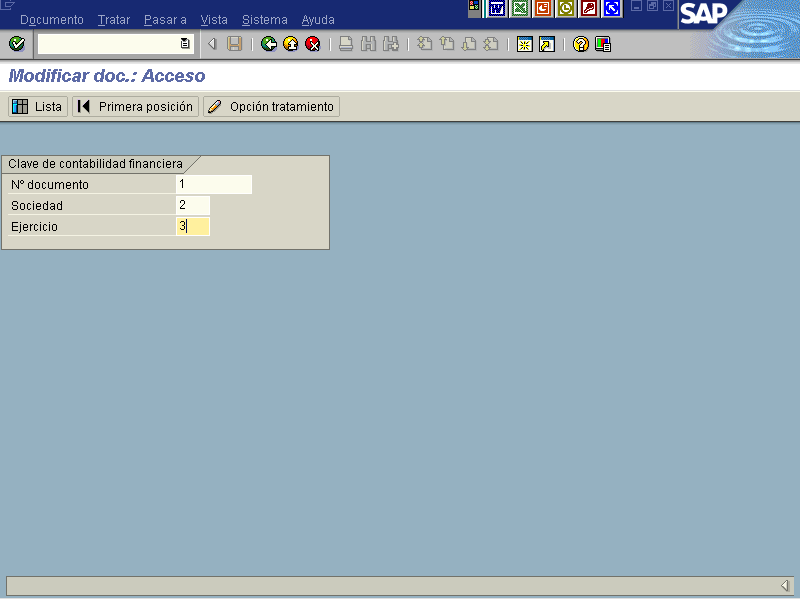 Documento Tratar Pasar a Vista Sistema Ayuda
SAP
Modificar doc.: Acceso
Lista Primera posición Opción tratamiento
Clave de contabilidad financiera
Nº documento 1
Sociedad 2
Ejercicio 3